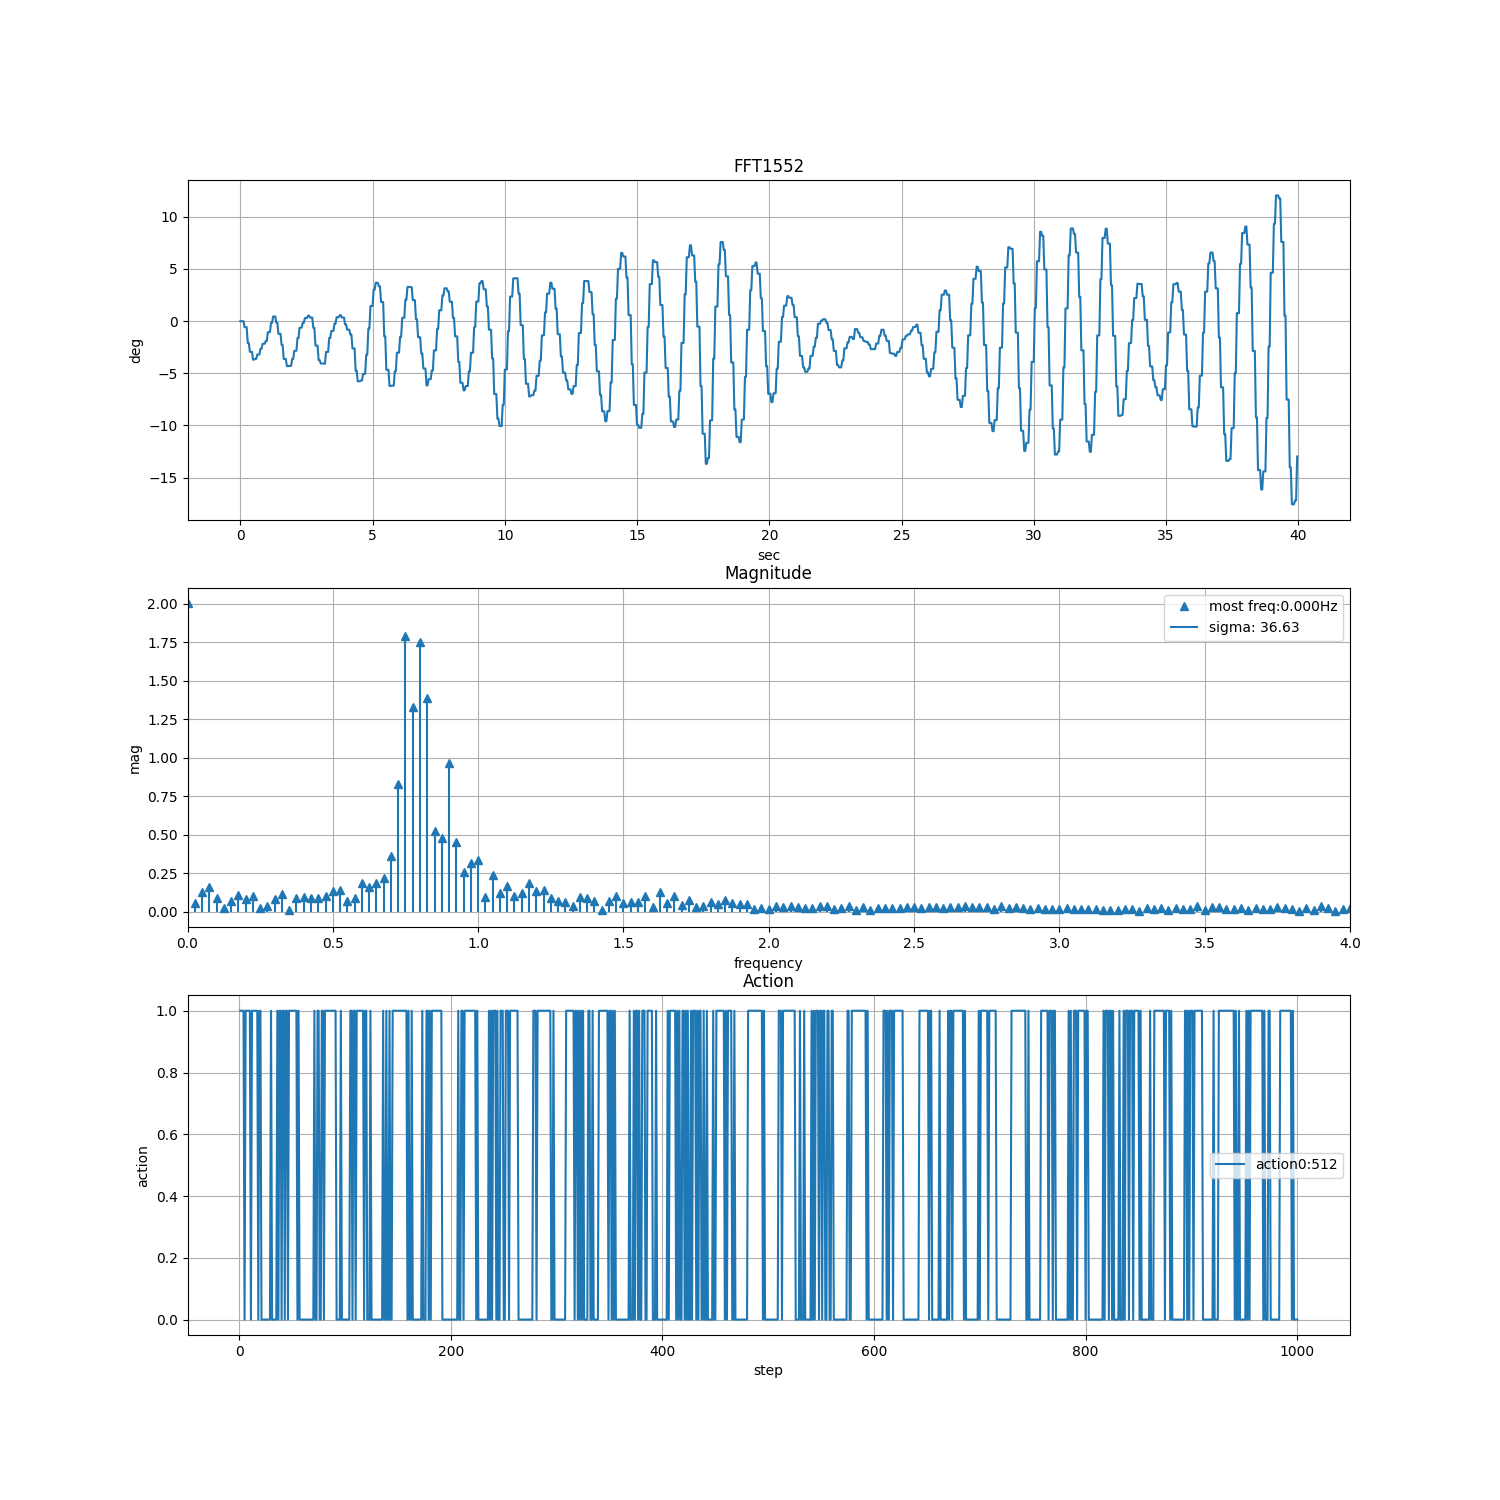 FFT1552
10
5
0
−5
−10
−15
deg
0 5 10 15 20 25 30 35 40
sec
Magnitude
2.00
1.75
1.50
1.25
1.00
0.75
0.50
0.25
0.00
mag
most freq:0.000Hz
sigma: 36.63
0.0 0.5 1.0 1.5 2.0 2.5 3.0 3.5 4.0
frequency
Action
1.0
0.8
0.6
0.4
0.2
0.0
action
action0:512
0 200 400 600 800 1000
step